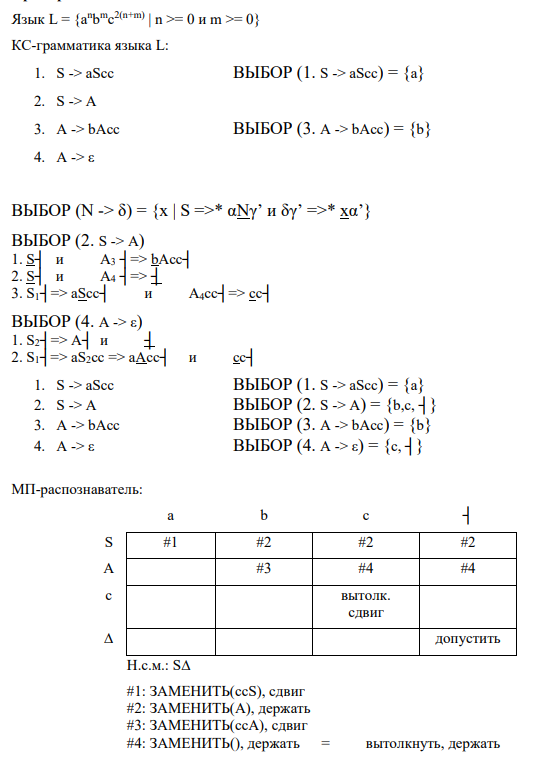 Язык L = {aⁿbᵐc²⁽ⁿ⁺ᵐ⁾ | n >= 0 и m >= 0}
КС-грамматика языка L:
1. S -> aScc ВЫБОР (1. S -> aScc) = {a}
2. S -> A
3. A -> bAcc ВЫБОР (3. A -> bAcc) = {b}
4. A -> ε
ВЫБОР (N -> δ) = {x | S =>* αNγ’ и δγ’ =>* xα’}
ВЫБОР (2. S -> A)
1. S┤ и A₃┤=> bAcc┤
2. S┤ и A₄┤=> ┤
3. S₁┤=> aScc┤ и A₄cc┤=> cc┤
ВЫБОР (4. A -> ε)
1. S₂┤=> A┤ и ┤
2. S₁┤=> aS₂cc => aAcc┤ и cc┤
1. S -> aScc ВЫБОР (1. S -> aScc) = {a}
2. S -> A ВЫБОР (2. S -> A) = {b,c,┤}
3. A -> bAcc ВЫБОР (3. A -> bAcc) = {b}
4. A -> ε ВЫБОР (4. A -> ε) = {c,┤}
МП-распознаватель:
a b c ┤
S #1 #2 #2 #2
A #3 #4 #4
c вытолк.
сдвиг
Δ допустить
Н.с.м.: SΔ
#1: ЗАМЕНИТЬ(ccS), сдвиг
#2: ЗАМЕНИТЬ(A), держать
#3: ЗАМЕНИТЬ(ccA), сдвиг
#4: ЗАМЕНИТЬ(), держать = вытолкнуть, держать